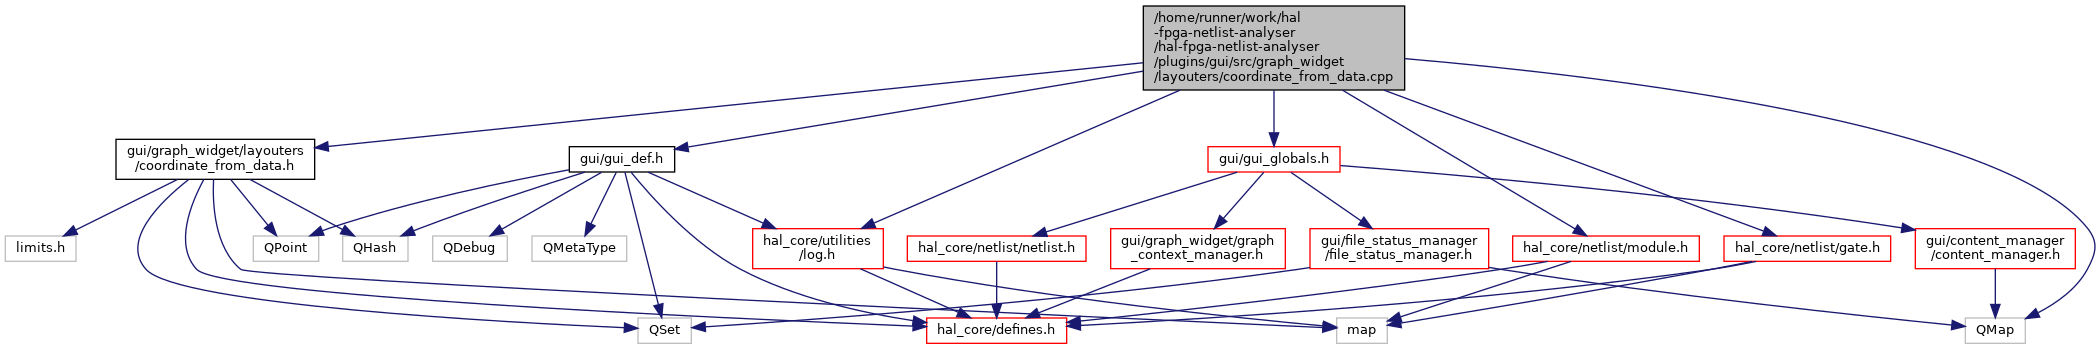 /home/runner/work/hal
-fpga-netlist-analyser
/hal-fpga-netlist-analyser
/plugins/gui/src/graph_widget
/layouters/coordinate_from_data.cpp
gui/graph_widget/layouters
/coordinate_from_data.h
gui/gui_def.h
gui/gui_globals.h
limits.h
QPoint
QHash
QDebug
QMetaType
hal_core/utilities
/log.h
hal_core/netlist/netlist.h
gui/graph_widget/graph
_context_manager.h
gui/file_status_manager
/file_status_manager.h
hal_core/netlist/module.h
hal_core/netlist/gate.h
gui/content_manager
/content_manager.h
QSet
hal_core/defines.h
map
QMap